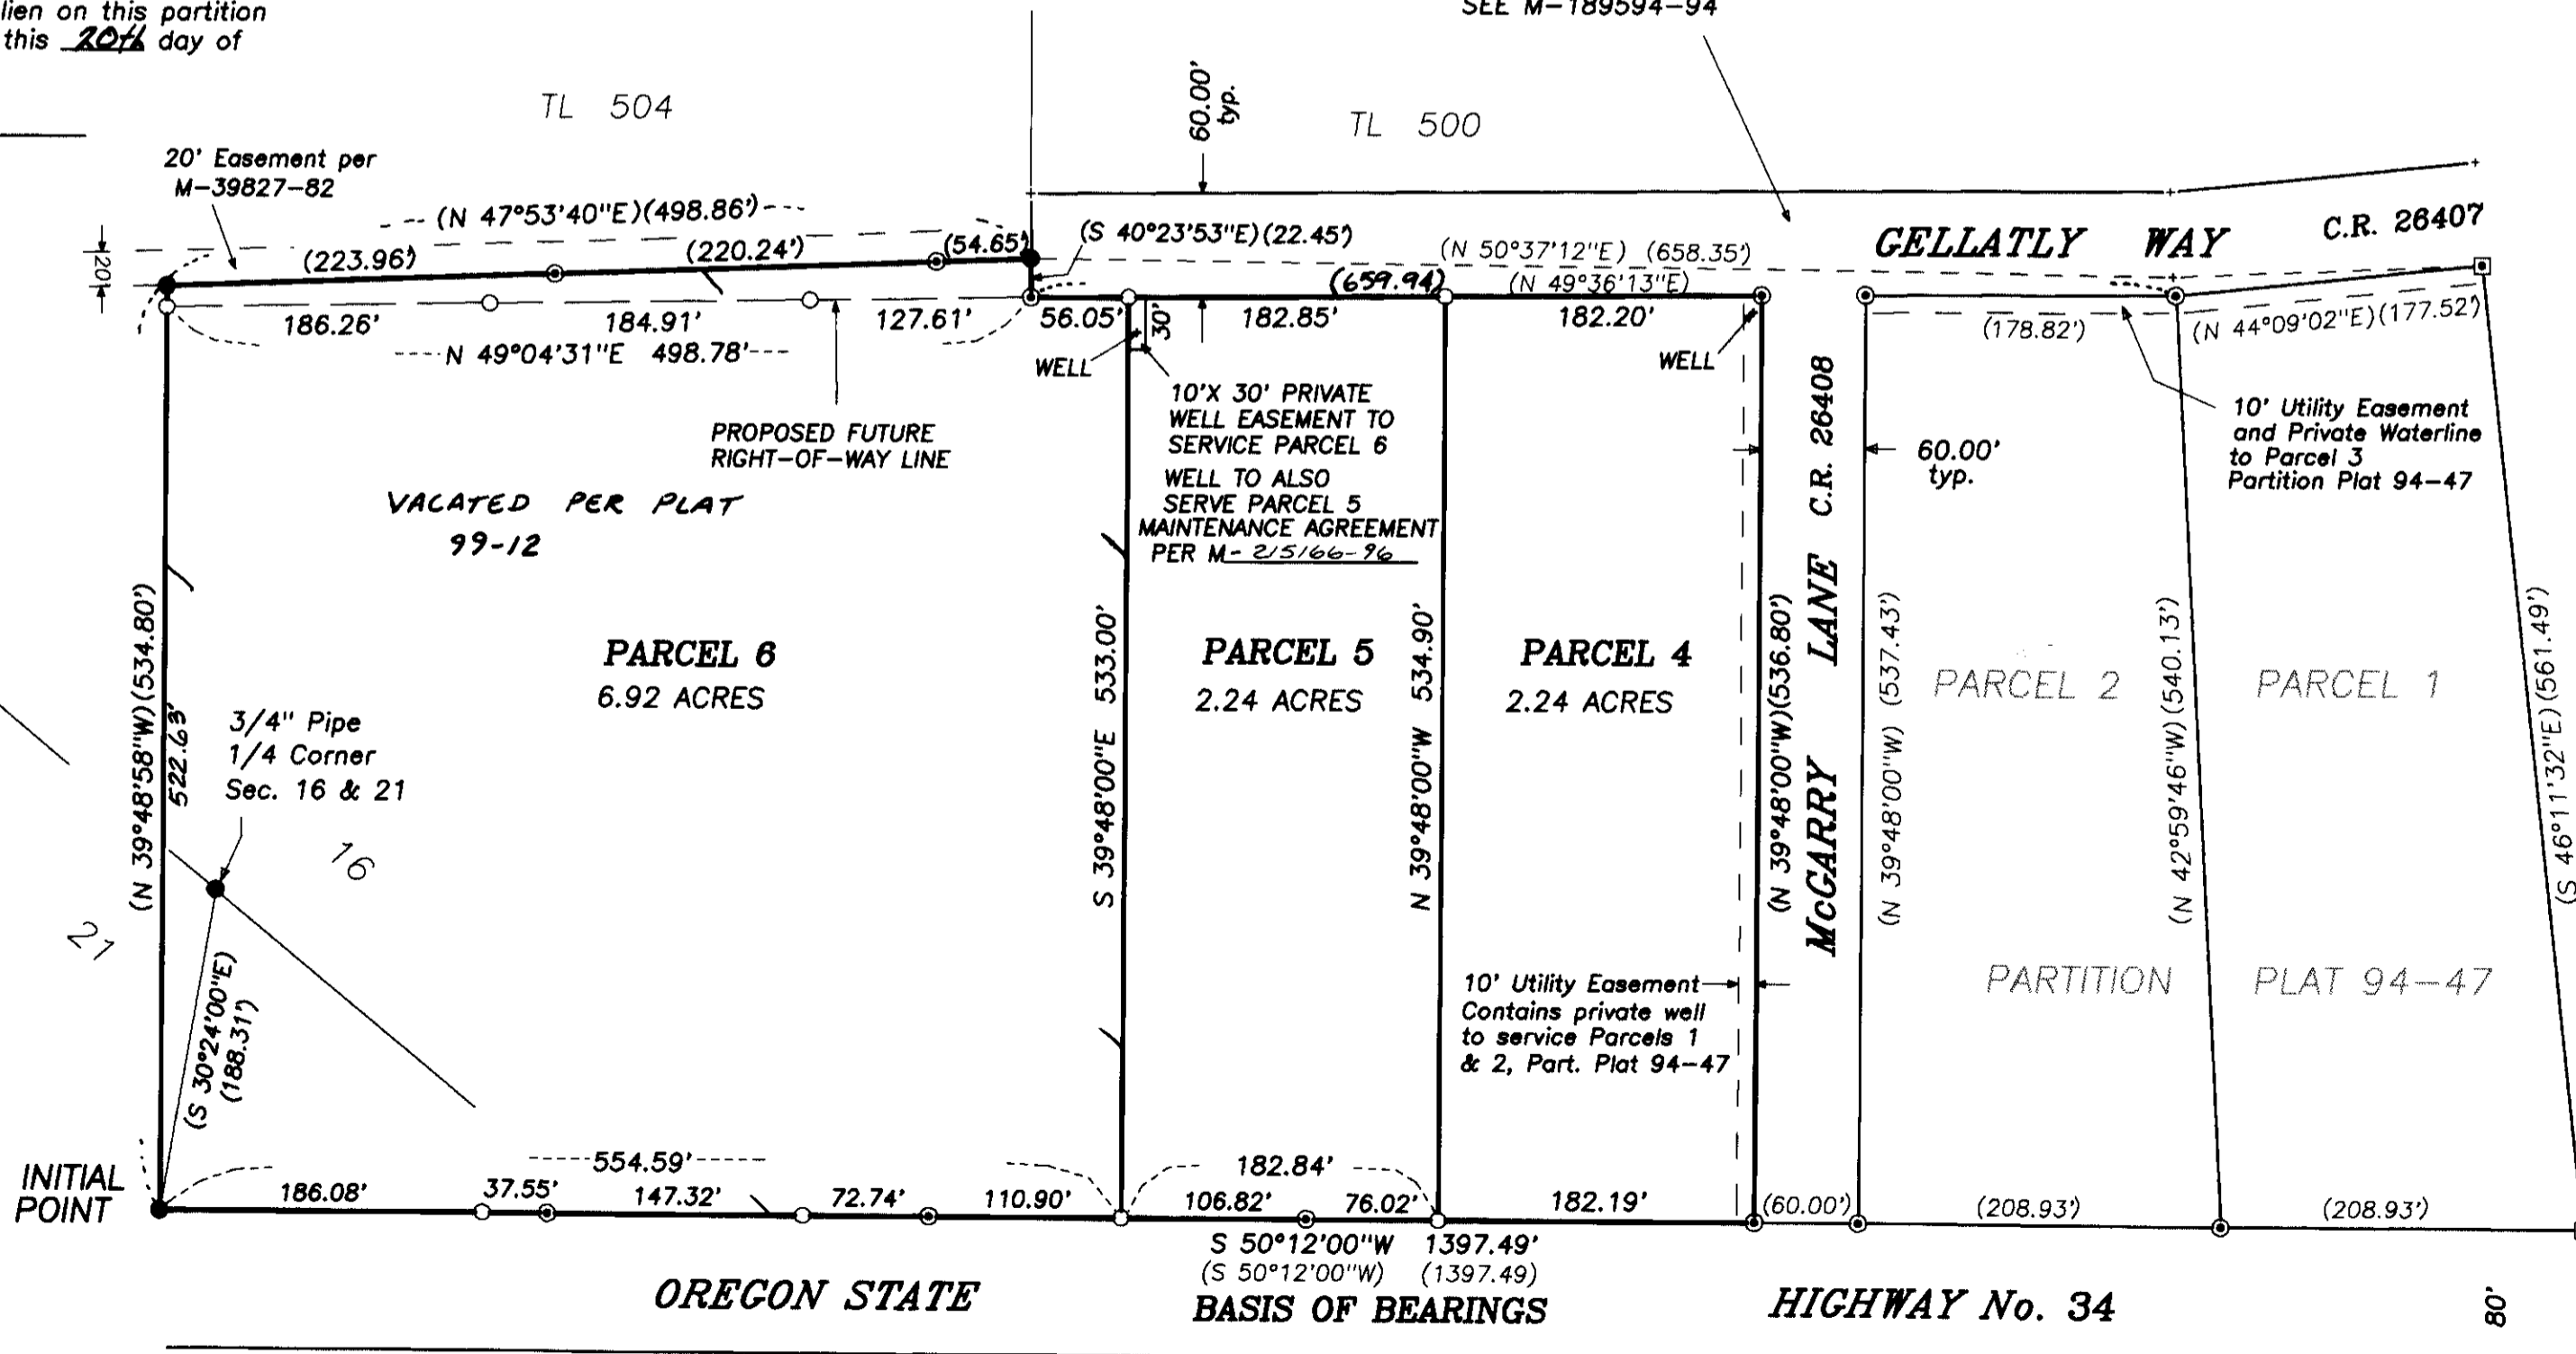 lien on this partition
this 20th day of
SEE M-189594-94
TL 504
TL 500
60.00'
typ.
20' Easement per
M-39827-82
(N 47°53'40"E)(498.86')
(223.96')
(220.24')
(54.65')
(S 40°23'53"E)(22.45')
(N 50°37'12"E) (658.35')
(659.94)
(N 49°36'13"E)
GELLATLY WAY
C.R. 26407
20'
186.26'
184.91'
127.61'
56.05'
30'
182.85'
182.20'
(178.82')
(N 44°09'02"E)(177.52')
N 49°04'31"E 498.78'
WELL
WELL
10'X 30' PRIVATE
WELL EASEMENT TO
SERVICE PARCEL 6
WELL TO ALSO
SERVE PARCEL 5
MAINTENANCE AGREEMENT
PER M-215166-96
PROPOSED FUTURE
RIGHT-OF-WAY LINE
60.00'
typ.
10' Utility Easement
and Private Waterline
to Parcel 3
Partition Plat 94-47
VACATED PER PLAT
99-12
PARCEL 6
6.92 ACRES
PARCEL 5
2.24 ACRES
PARCEL 4
2.24 ACRES
PARCEL 2
PARCEL 1
(N 39°48'58"W)(534.80')
522.63'
S 39°48'00"E 533.00'
N 39°48'00"W 534.90'
(N 39°48'00"W)(536.80')
McGARRY LANE C.R. 26408
(N 39°48'00"W) (537.43')
(N 42°59'46"W)(540.13')
(S 46°11'32"E)(561.49')
3/4" Pipe
1/4 Corner
Sec. 16 & 21
16
21
(S 30°24'00"E)
(188.31')
10' Utility Easement
Contains private well
to service Parcels 1
& 2, Part. Plat 94-47
PARTITION PLAT 94-47
INITIAL
POINT
554.59'
182.84'
186.08'
37.55'
147.32'
72.74'
110.90'
106.82'
76.02'
182.19'
(60.00')
(208.93')
(208.93')
S 50°12'00"W 1397.49'
(S 50°12'00"W) (1397.49)
OREGON STATE
BASIS OF BEARINGS
HIGHWAY No. 34
80'